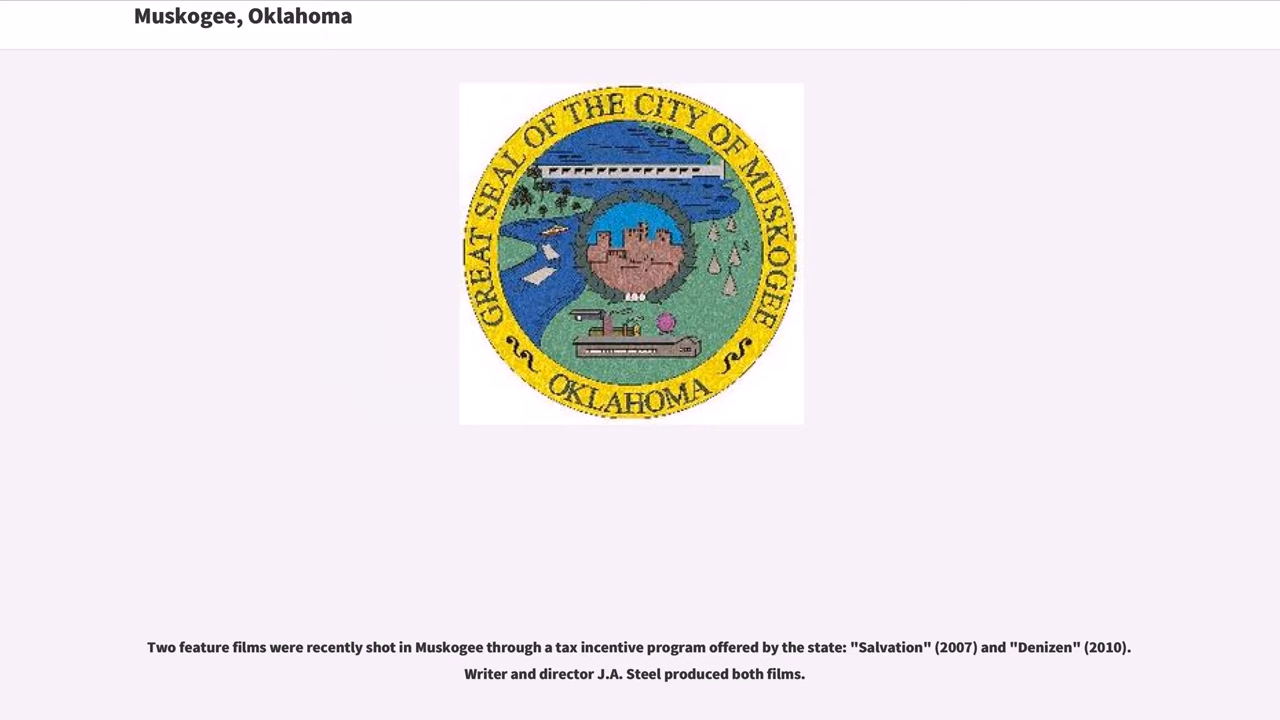 Muskogee, Oklahoma
GREAT SEAL OF THE CITY OF MUSKOGEE
OKLAHOMA
Two feature films were recently shot in Muskogee through a tax incentive program offered by the state: "Salvation" (2007) and "Denizen" (2010).
Writer and director J.A. Steel produced both films.